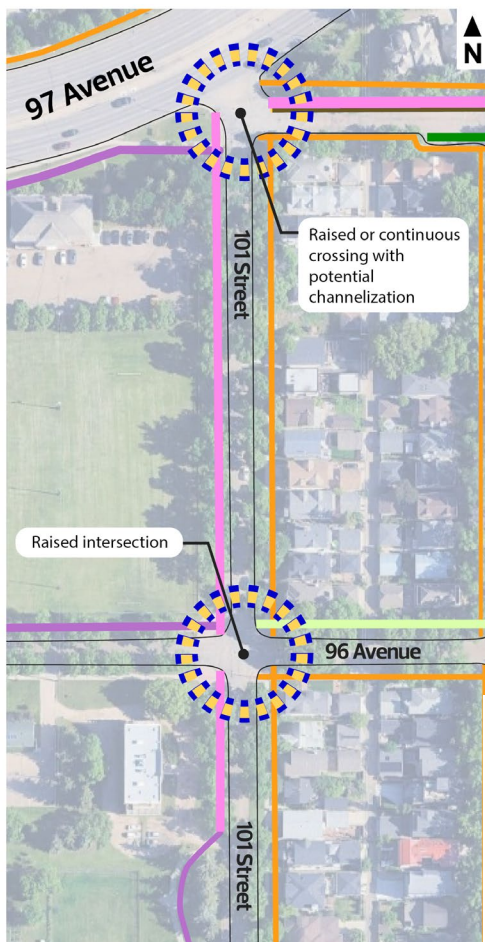 N
97 Avenue
101 Street
Raised or continuous
crossing with
potential
channelization
Raised intersection
96 Avenue
101 Street